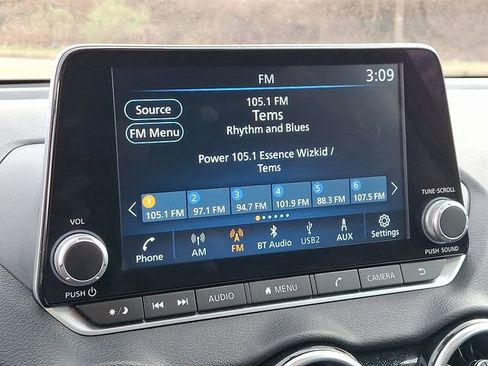 FM
3:09
Source
105.1 FM
Tems
FM Menu
Rhythm and Blues
Power 105.1 Essence Wizkid /
Tems
1 2 3 4 5 6
105.1 FM 97.1 FM 94.7 FM 101.9 FM 88.3 FM 107.5 FM
Phone AM FM BT Audio USB2 AUX Settings
VOL
PUSH
TUNE·SCROLL
PUSH SOUND
AUDIO MENU CAMERA